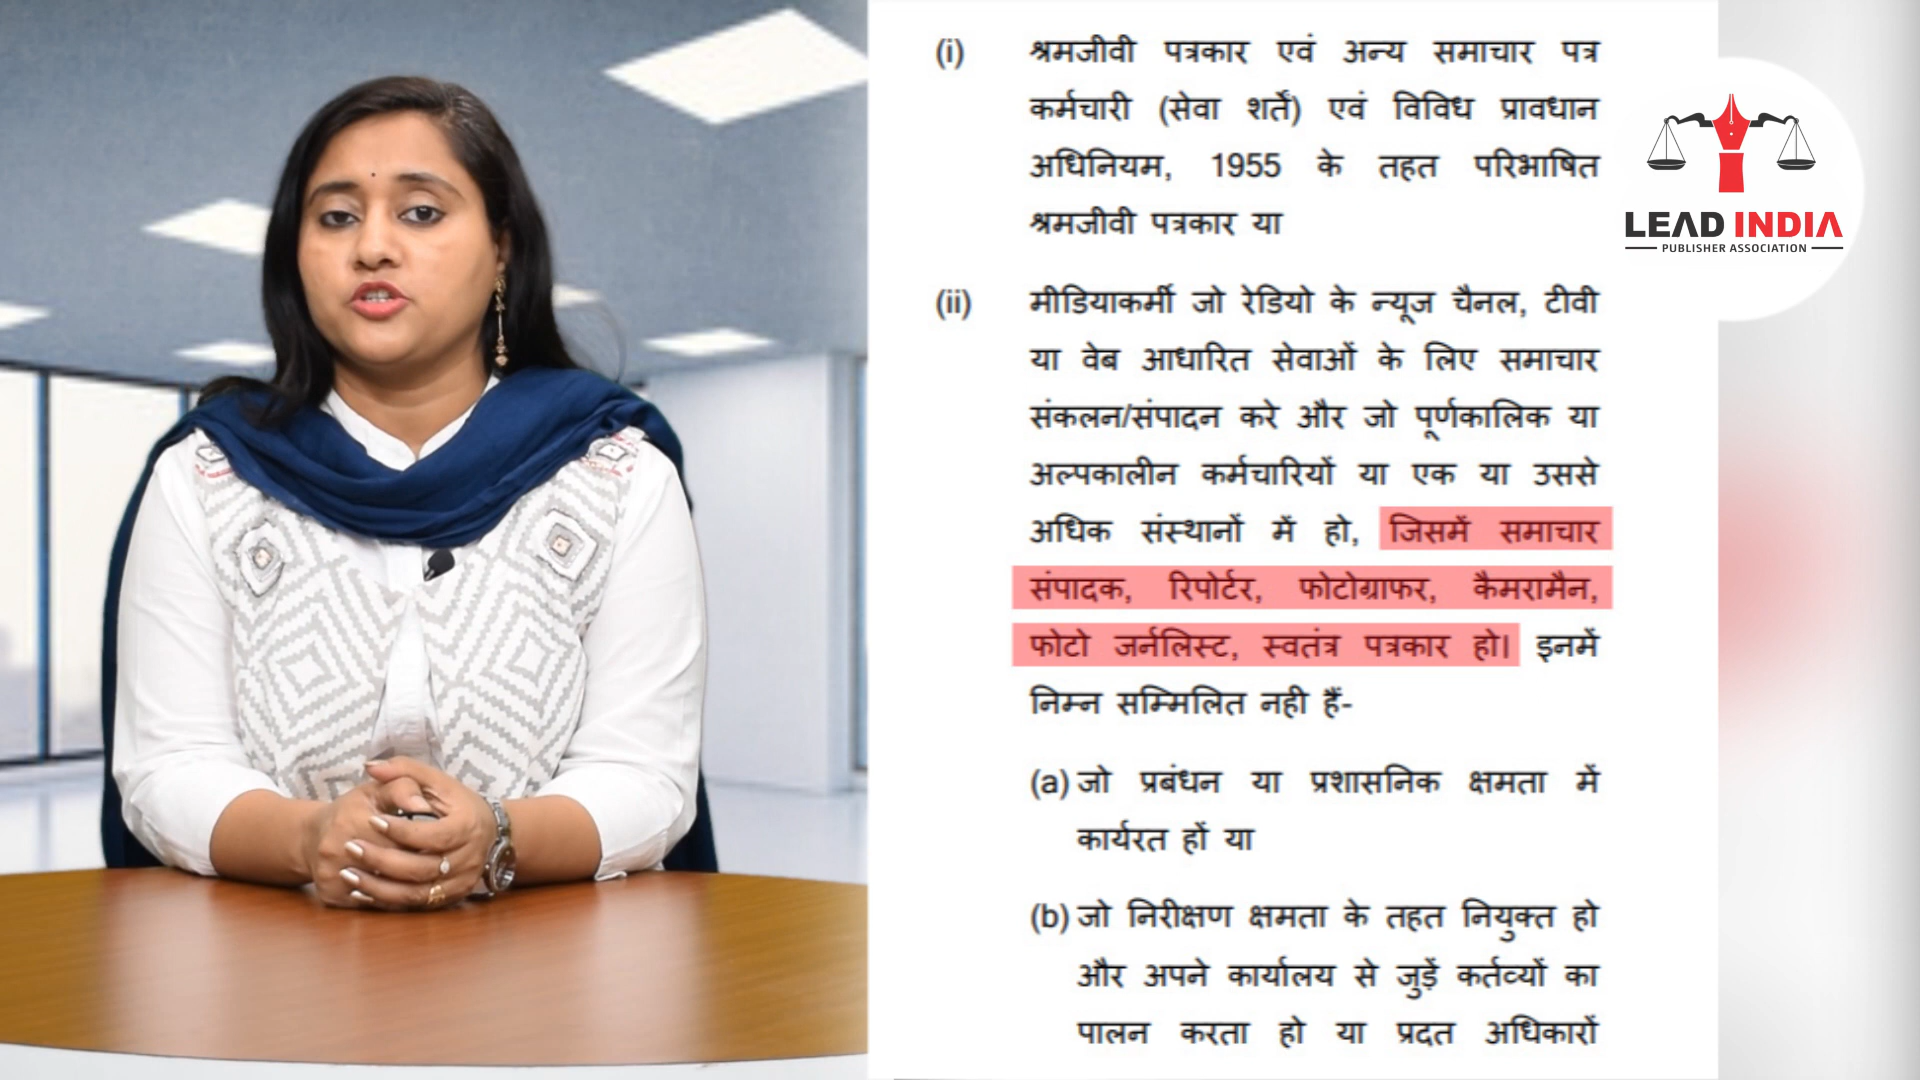 (i) श्रमजीवी पत्रकार एवं अन्य समाचार पत्र
कर्मचारी (सेवा शर्तें) एवं विविध प्रावधान
अधिनियम, 1955 के तहत परिभाषित
श्रमजीवी पत्रकार या
(ii) मीडियाकर्मी जो रेडियो के न्यूज चैनल, टीवी
या वेब आधारित सेवाओं के लिए समाचार
संकलन/संपादन करे और जो पूर्णकालिक या
अल्पकालीन कर्मचारियों या एक या उससे
अधिक संस्थानों में हो, जिसमें समाचार
संपादक, रिपोर्टर, फोटोग्राफर, कैमरामैन,
फोटो जर्नलिस्ट, स्वतंत्र पत्रकार हो। इनमें
निम्न सम्मिलित नही हैं-
(a) जो प्रबंधन या प्रशासनिक क्षमता में
कार्यरत हों या
(b) जो निरीक्षण क्षमता के तहत नियुक्त हो
और अपने कार्यालय से जुड़ें कर्तव्यों का
पालन करता हो या प्रदत अधिकारों
LEAD INDIA
PUBLISHER ASSOCIATION